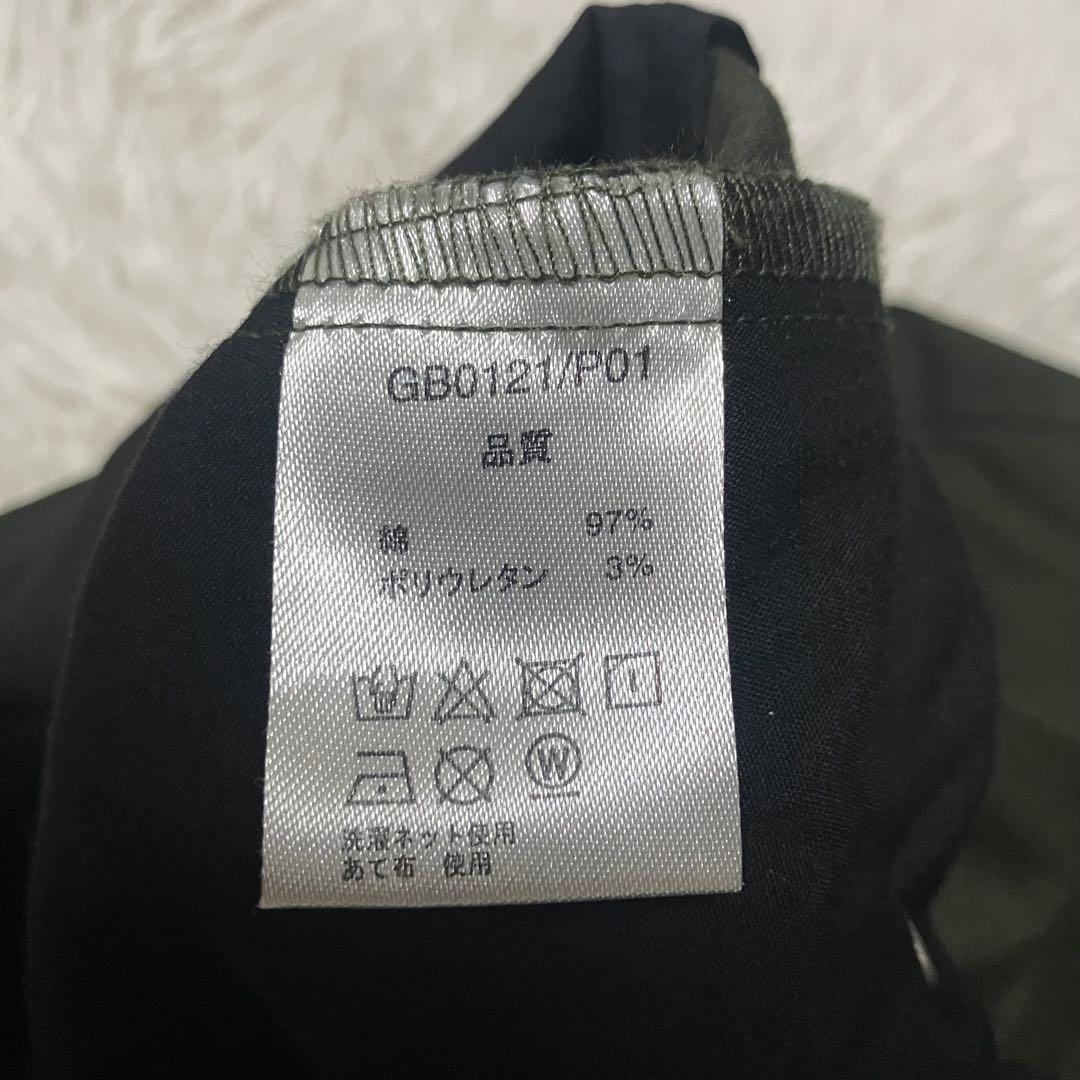 GB0121/P01
品質
綿 97%
ポリウレタン 3%
W
洗濯ネット使用
あて布 使用